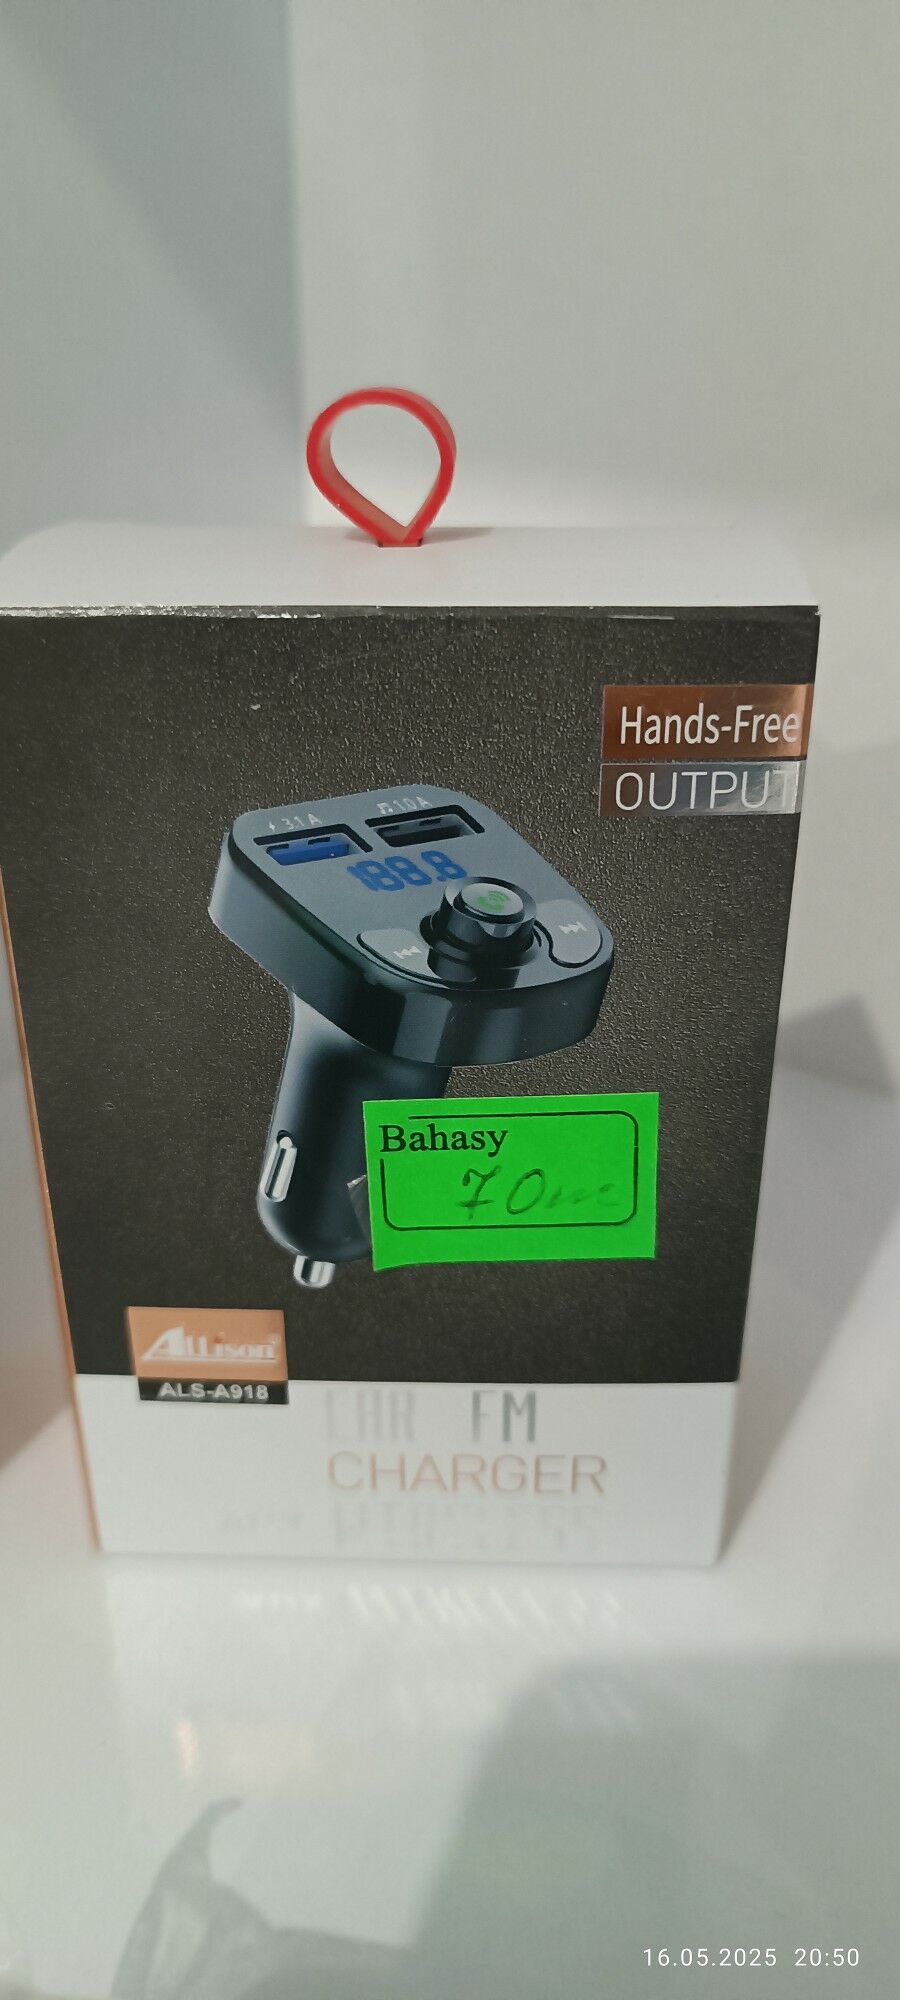 Hands-Free
OUTPUT
3.1A
1.0A
188.8
Bahasy
70
Allison
ALS-A918
CAR FM
CHARGER
16.05.2025 20:50